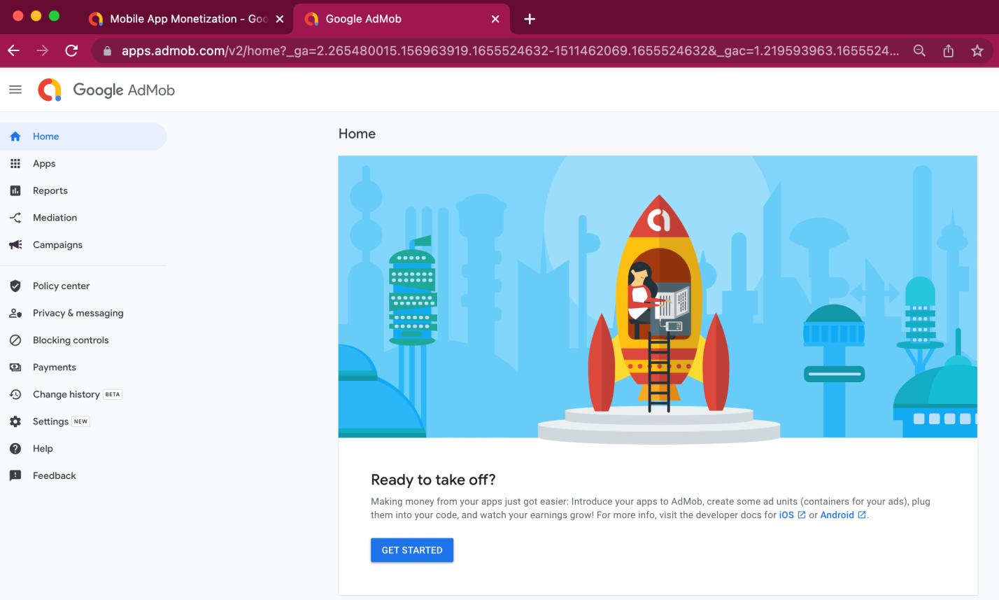 Mobile App Monetization - Goo
Google AdMob
apps.admob.com/v2/home?_ga=2.265480015.156963919.1655524632-1511462069.1655524632&_gac=1.219593963.1655524...
Google AdMob
Home
Apps
Reports
Mediation
Campaigns
Policy center
Privacy & messaging
Blocking controls
Payments
Change history BETA
Settings NEW
Help
Feedback
Home
Ready to take off?
Making money from your apps just got easier: Introduce your apps to AdMob, create some ad units (containers for your ads), plug
them into your code, and watch your earnings grow! For more info, visit the developer docs for iOS or Android.
GET STARTED